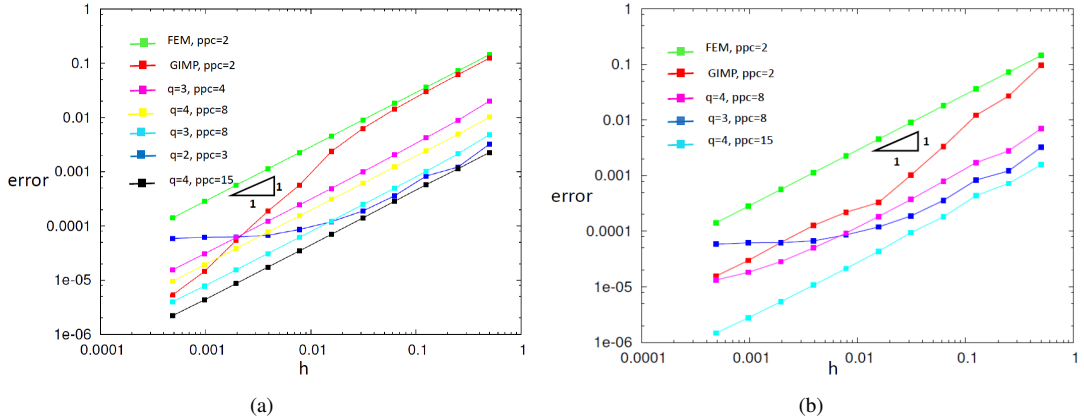 1
0.1
0.01
0.001
0.0001
1e-05
1e-06
error
FEM, ppc=2
GIMP, ppc=2
q=3, ppc=4
q=4, ppc=8
q=3, ppc=8
q=2, ppc=3
q=4, ppc=15
1
1
0.0001
0.001
0.01
0.1
1
h
(a)
1
0.1
0.01
0.001
0.0001
1e-05
1e-06
error
FEM, ppc=2
GIMP, ppc=2
q=4, ppc=8
q=3, ppc=8
q=4, ppc=15
1
1
0.0001
0.001
0.01
0.1
1
h
(b)